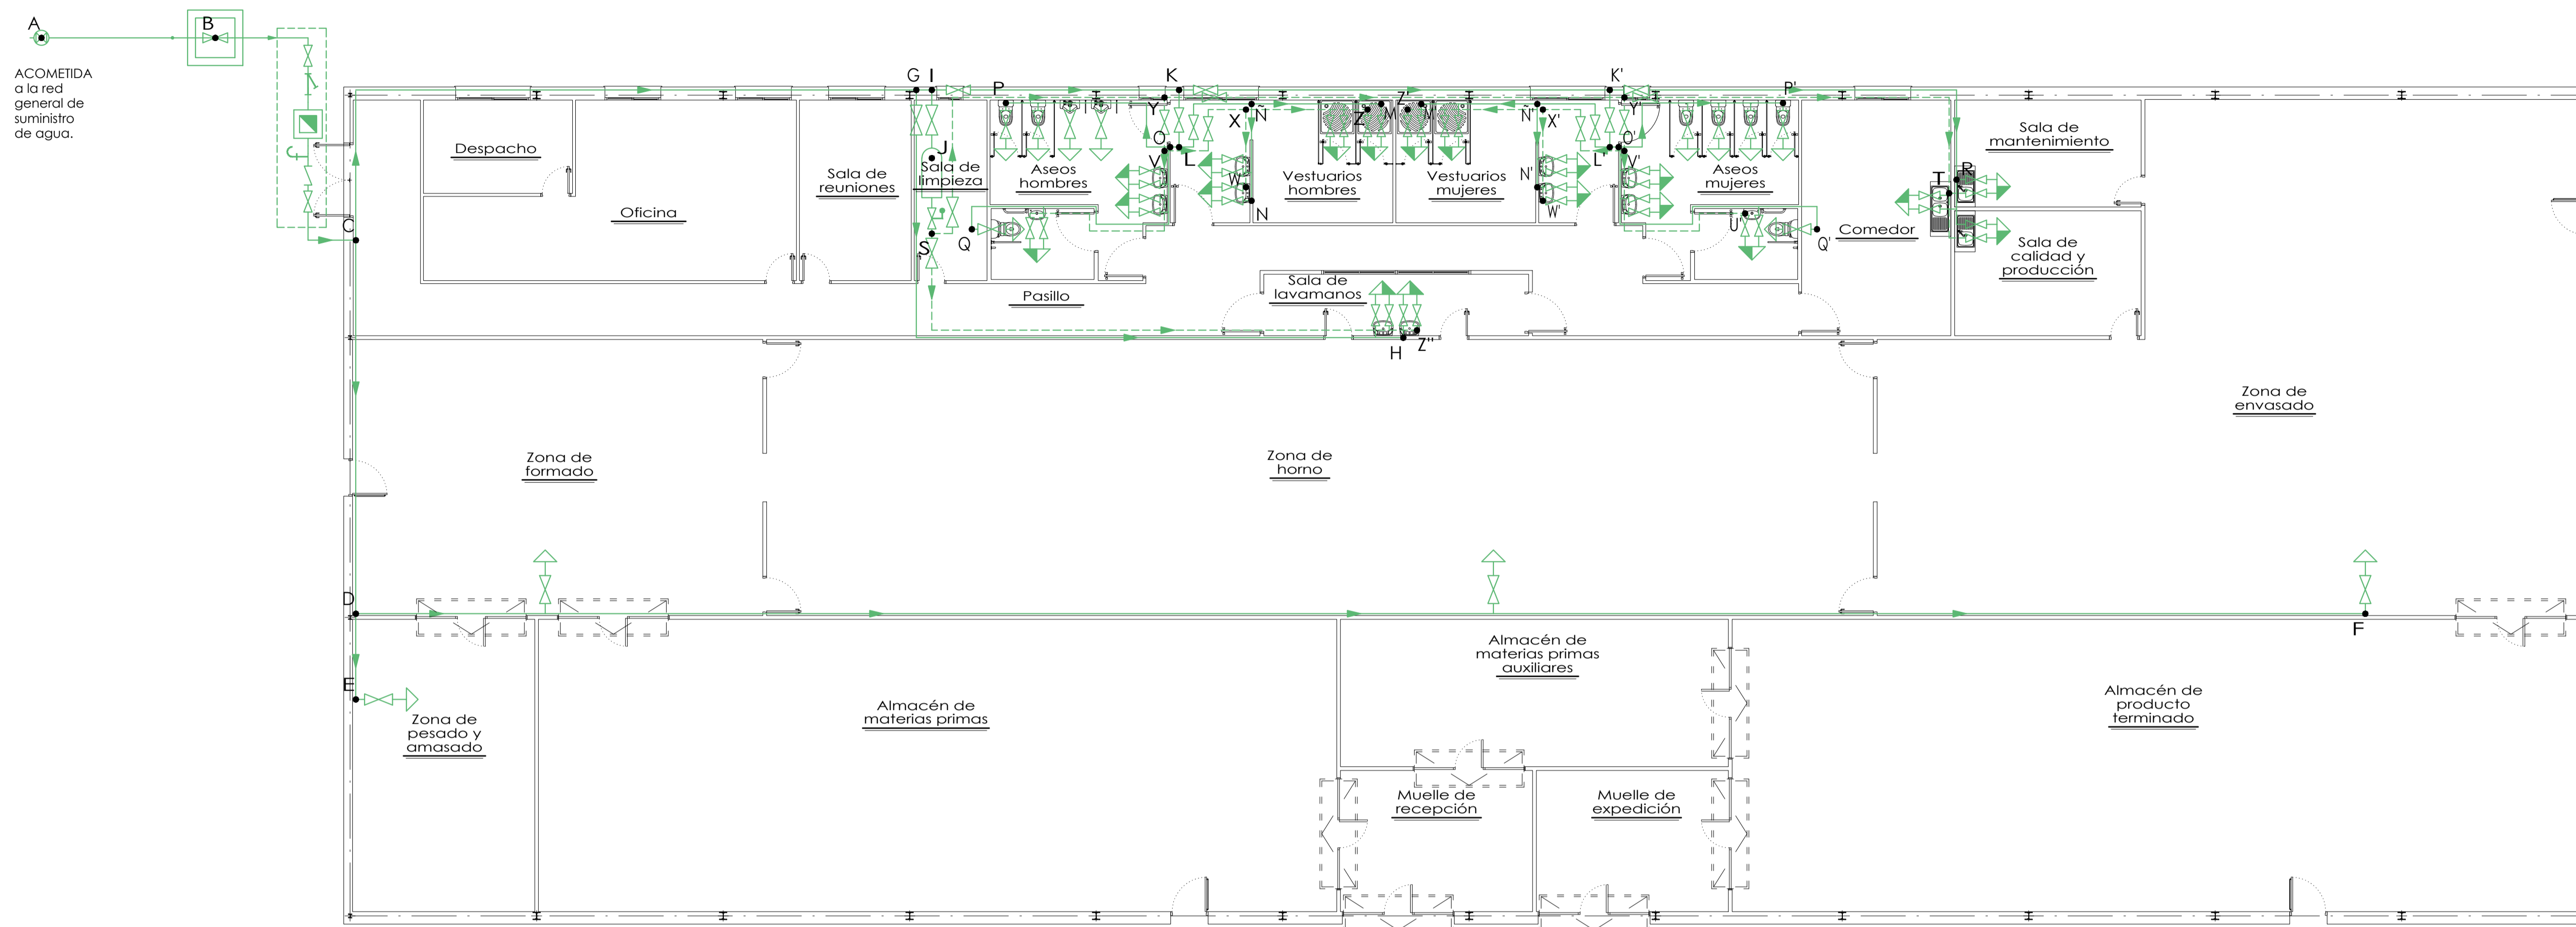 A
B
ACOMETIDA
a la red
general de
suministro
de agua.
C
G
I
K
K'
P
P'
Y
Y'
X
Ñ
Z
Z'
M
M'
Ñ'
X'
O
O'
V
L
L'
V'
J
W
N
N'
W'
S
Q
Q'
U'
T
R
Despacho
Oficina
Sala de
reuniones
Sala de
limpieza
Aseos
hombres
Vestuarios
hombres
Vestuarios
mujeres
Aseos
mujeres
Comedor
Sala de
mantenimiento
Sala de
calidad y
producción
Pasillo
Sala de
lavamanos
H
Z''
Zona de
formado
Zona de
horno
Zona de
envasado
D
E
F
Zona de
pesado y
amasado
Almacén de
materias primas
Almacén de
materias primas
auxiliares
Muelle de
recepción
Muelle de
expedición
Almacén de
producto
terminado